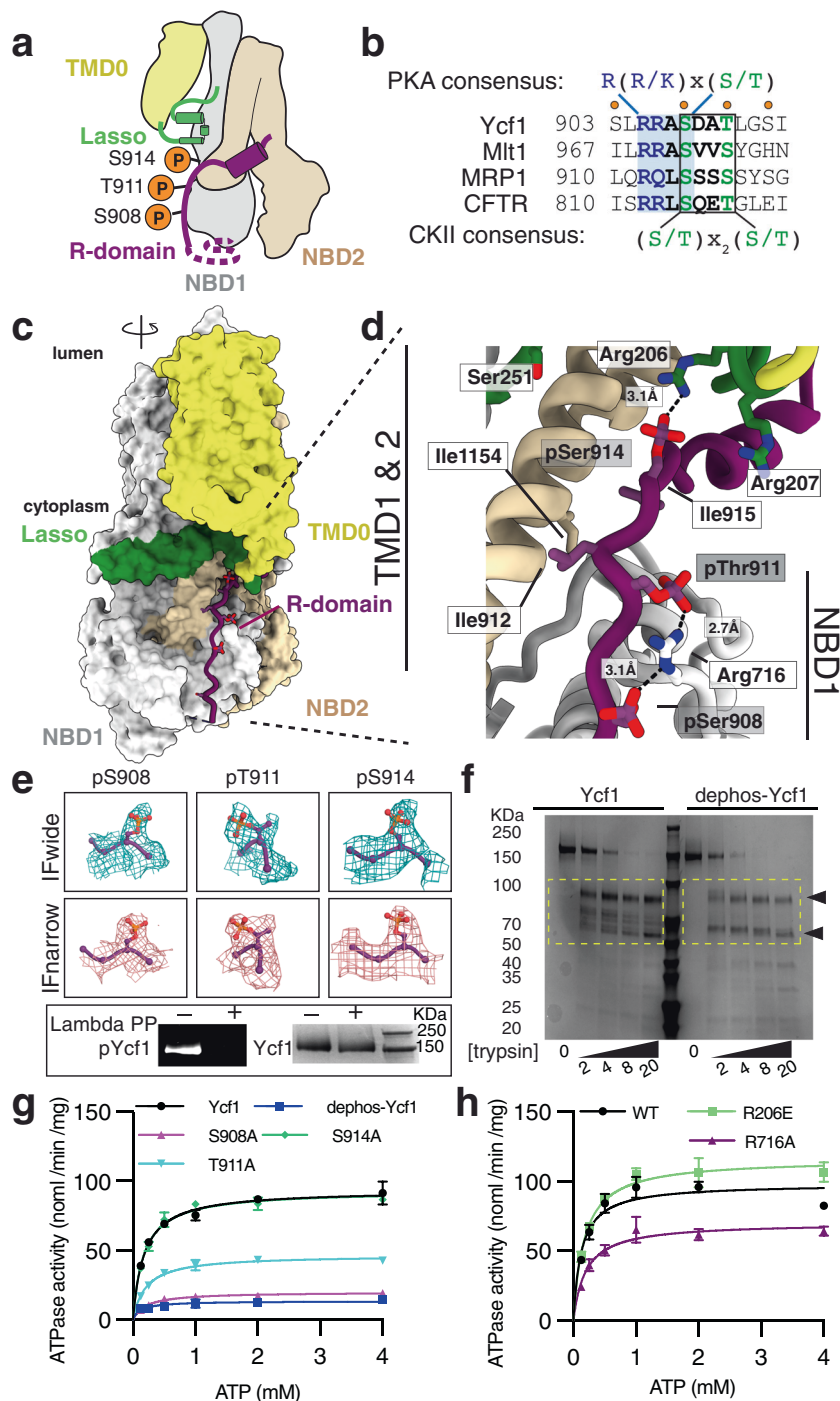 a
TMD0
Lasso
S914
P
T911
P
S908
P
R-domain
NBD1
NBD2
b
PKA consensus: R(R/K)x(S/T)
Ycf1 903 SLRRASDATLGSI
Mlt1 967 ILRRASVVSYGHN
MRP1 910 LQRQLSSSSYSG
CFTR 810 ISRRLSQETGLEI
CKII consensus: (S/T)x2(S/T)
c
lumen
cytoplasm
Lasso
TMD0
R-domain
NBD2
NBD1
TMD1 & 2
d
Arg206
Ser251
3.1Å
pSer914
Ile1154
Arg207
Ile915
pThr911
Ile912
2.7Å
3.1Å
Arg716
pSer908
NBD1
e
pS908 pT911 pS914
IFwide
IFnarrow
Lambda PP − + − + KDa
pYcf1 Ycf1 250
150
f
Ycf1 dephos-Ycf1
KDa
250
150
100
70
50
40
35
25
20
[trypsin] 0 2 4 8 20 0 2 4 8 20
g
ATPase activity (noml /min /mg)
150
100
50
0
Ycf1 dephos-Ycf1
S908A S914A
T911A
0 1 2 3 4
ATP (mM)
h
ATPase activity (noml /min /mg)
150
100
50
0
WT R206E
R716A
0 1 2 3 4
ATP (mM)